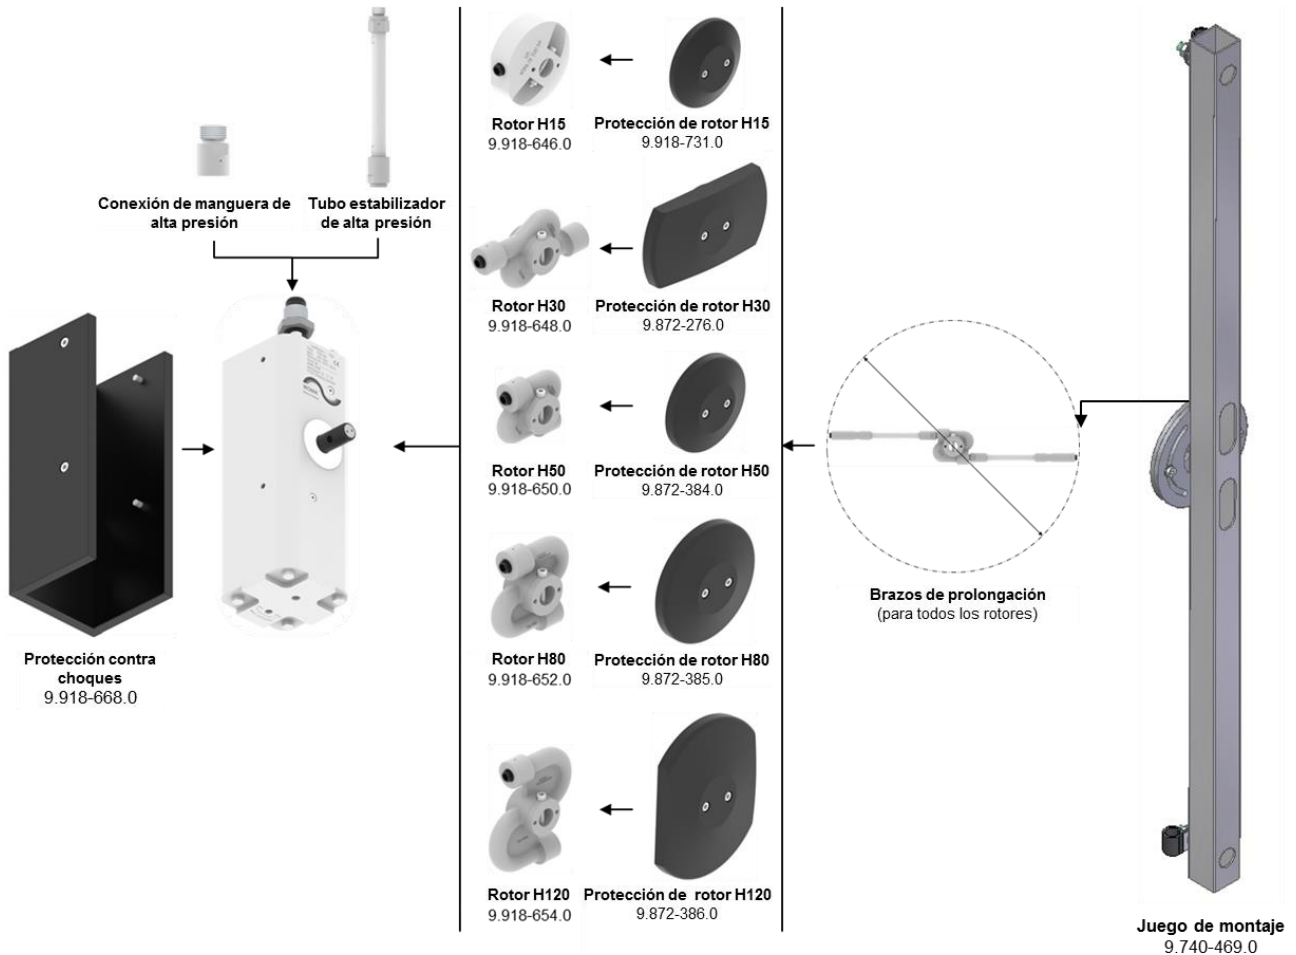 Conexión de manguera de
alta presión
Tubo estabilizador
de alta presión
Protección contra
choques
9.918-668.0
Rotor H15
9.918-646.0
Protección de rotor H15
9.918-731.0
Rotor H30
9.918-648.0
Protección de rotor H30
9.872-276.0
Rotor H50
9.918-650.0
Protección de rotor H50
9.872-384.0
Rotor H80
9.918-652.0
Protección de rotor H80
9.872-385.0
Rotor H120
9.918-654.0
Protección de rotor H120
9.872-386.0
Brazos de prolongación
(para todos los rotores)
Juego de montaje
9.740-469.0